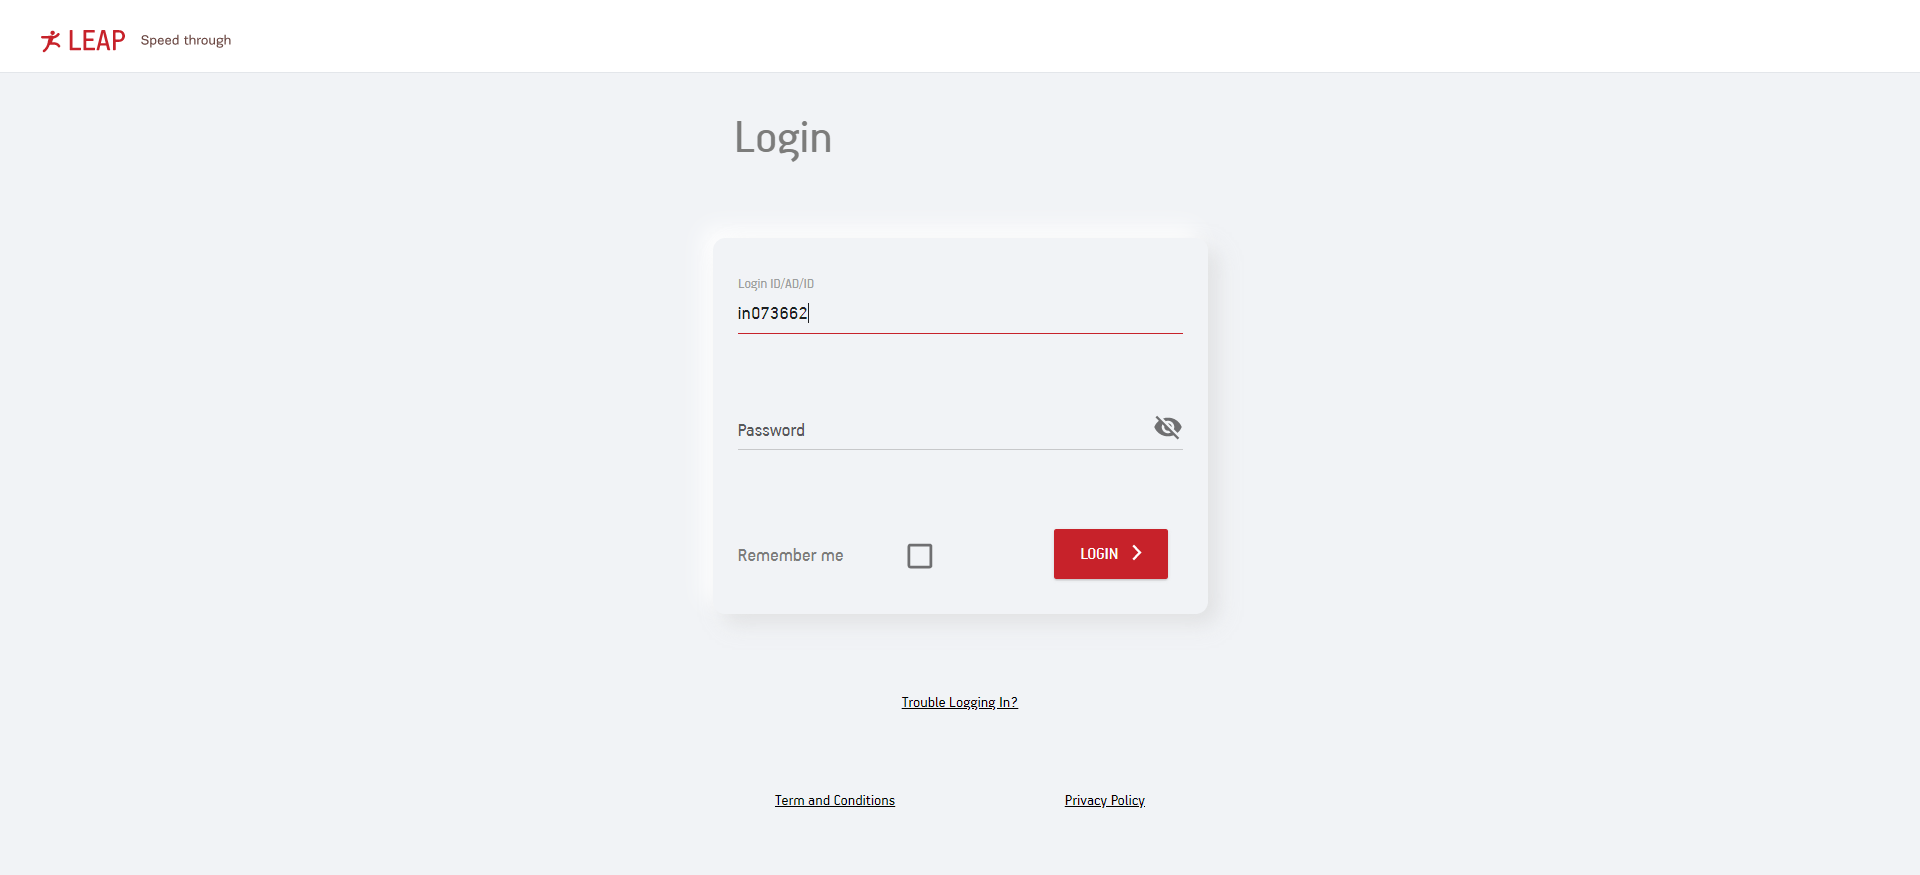 LEAP Speed through
Login
Login ID/AD/ID
in073662
Password
Remember me
LOGIN
Trouble Logging In?
Term and Conditions
Privacy Policy